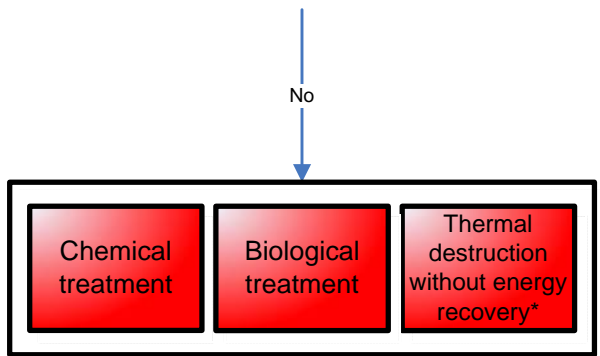 No
Chemical
treatment
Biological
treatment
Thermal
destruction
without energy
recovery*